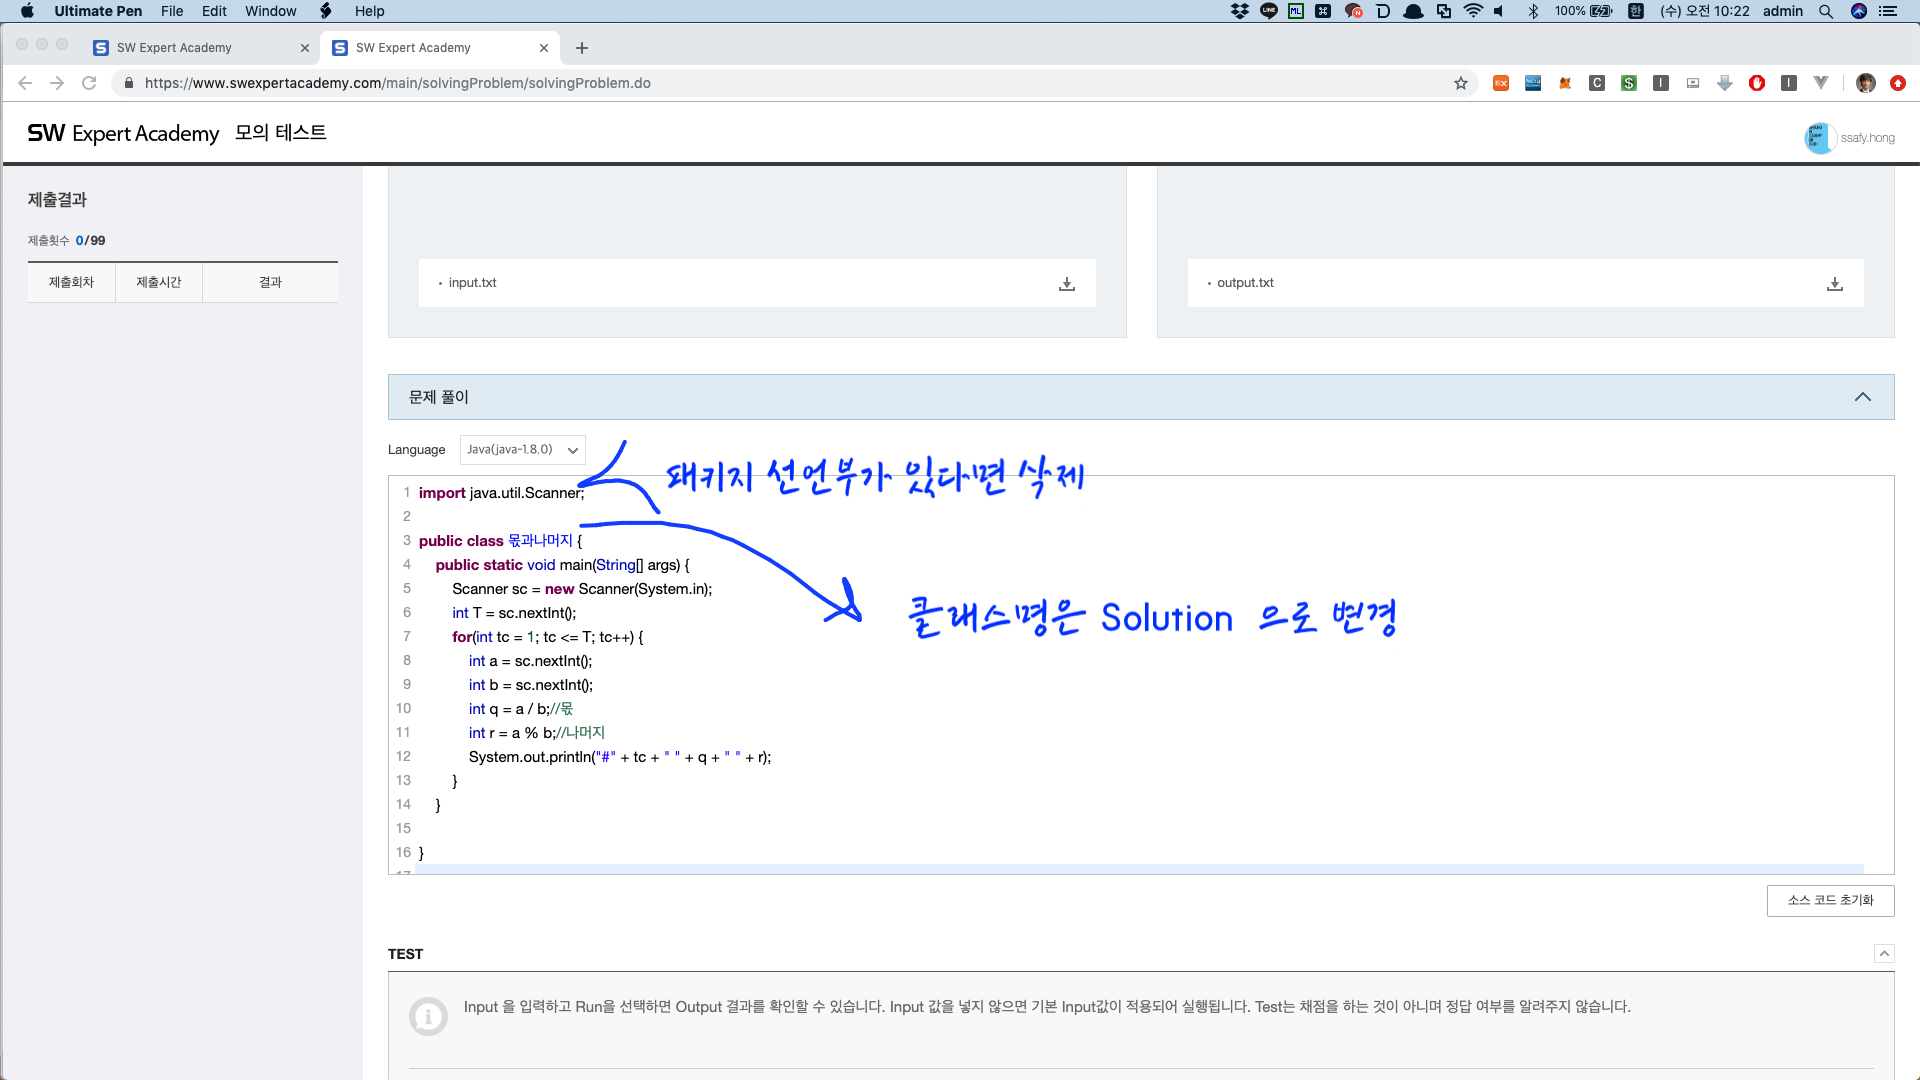 Ultimate Pen File Edit Window Help
100% 한 (수) 오전 10:22 admin
SW Expert Academy
SW Expert Academy
https://www.swexpertacademy.com/main/solvingProblem/solvingProblem.do
SW Expert Academy 모의 테스트
ssafy.hong
제출결과
제출횟수 0/99
제출회차 제출시간 결과
input.txt
output.txt
문제 풀이
Language Java(java-1.8.0)
패키지 선언부가 있다면 삭제
1 import java.util.Scanner;
2
3 public class 몫과나머지 {
4 public static void main(String[] args) {
5 Scanner sc = new Scanner(System.in);
6 int T = sc.nextInt();
클래스명은 Solution 으로 변경
7 for(int tc = 1; tc <= T; tc++) {
8 int a = sc.nextInt();
9 int b = sc.nextInt();
10 int q = a / b;//몫
11 int r = a % b;//나머지
12 System.out.println("#" + tc + " " + q + " " + r);
13 }
14 }
15
16 }
소스 코드 초기화
TEST
Input 을 입력하고 Run을 선택하면 Output 결과를 확인할 수 있습니다. Input 값을 넣지 않으면 기본 Input값이 적용되어 실행됩니다. Test는 채점을 하는 것이 아니며 정답 여부를 알려주지 않습니다.